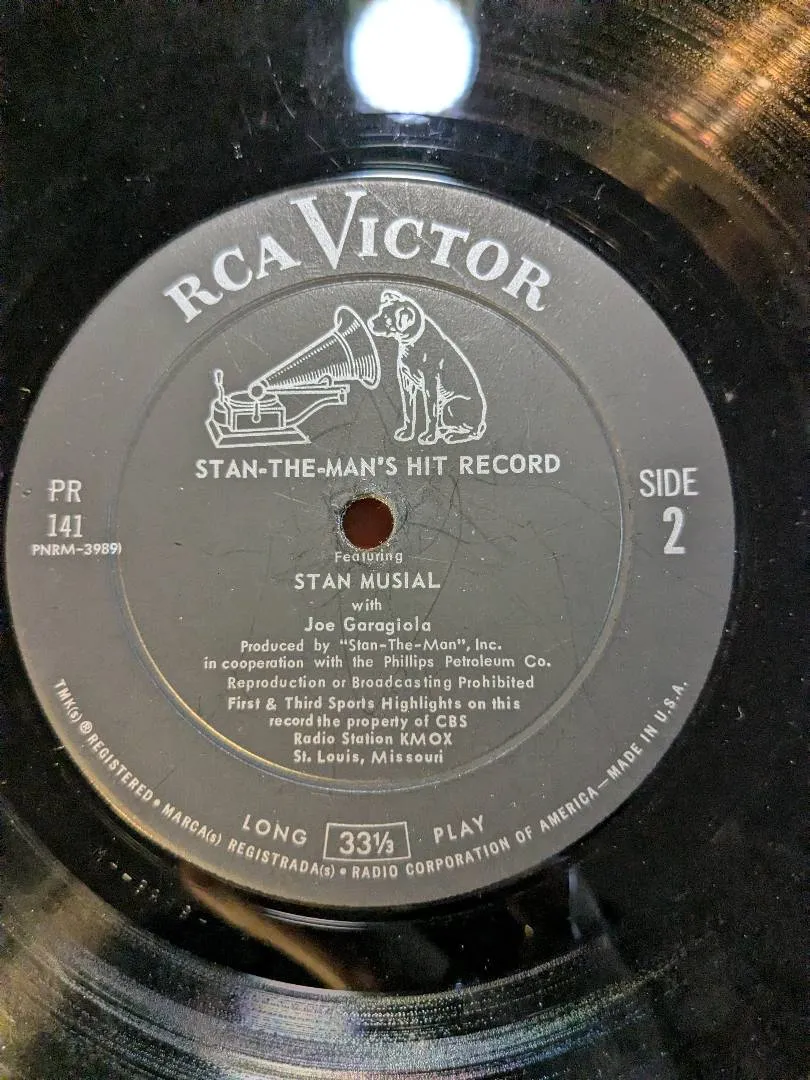 RCA VICTOR
STAN-THE-MAN'S HIT RECORD
PR
141
PNRM-3989)
SIDE
2
Featuring
STAN MUSIAL
with
Joe Garagiola
Produced by "Stan-The-Man", Inc.
in cooperation with the Phillips Petroleum Co.
Reproduction or Broadcasting Prohibited
First & Third Sports Highlights on this
record the property of CBS
Radio Station KMOX
St. Louis, Missouri
LONG 33⅓ PLAY
TMK(s) ® REGISTERED • MARCA(s) REGISTRADA(s) • RADIO CORPORATION OF AMERICA—MADE IN U.S.A.